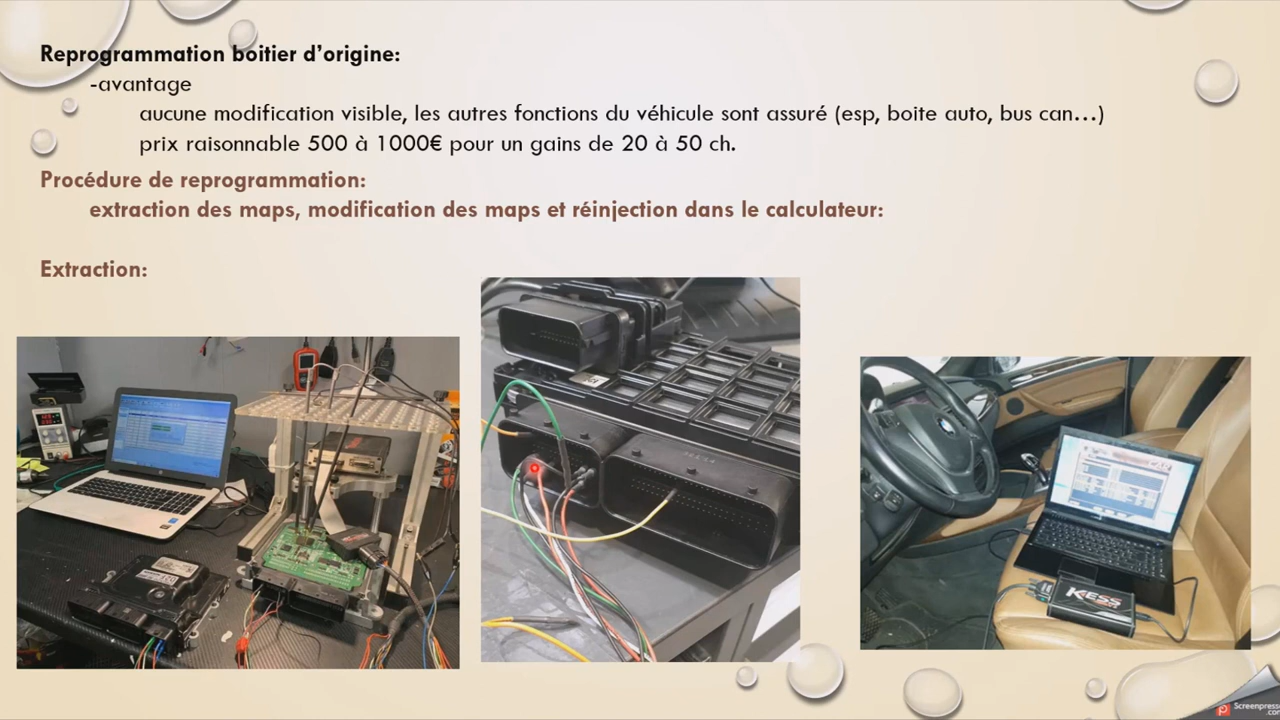 Reprogrammation boitier d’origine:
-avantage
aucune modification visible, les autres fonctions du véhicule sont assuré (esp, boite auto, bus can…)
prix raisonnable 500 à 1000€ pour un gains de 20 à 50 ch.
Procédure de reprogrammation:
extraction des maps, modification des maps et réinjection dans le calculateur:
Extraction:
KESS
Screenpresso
.com